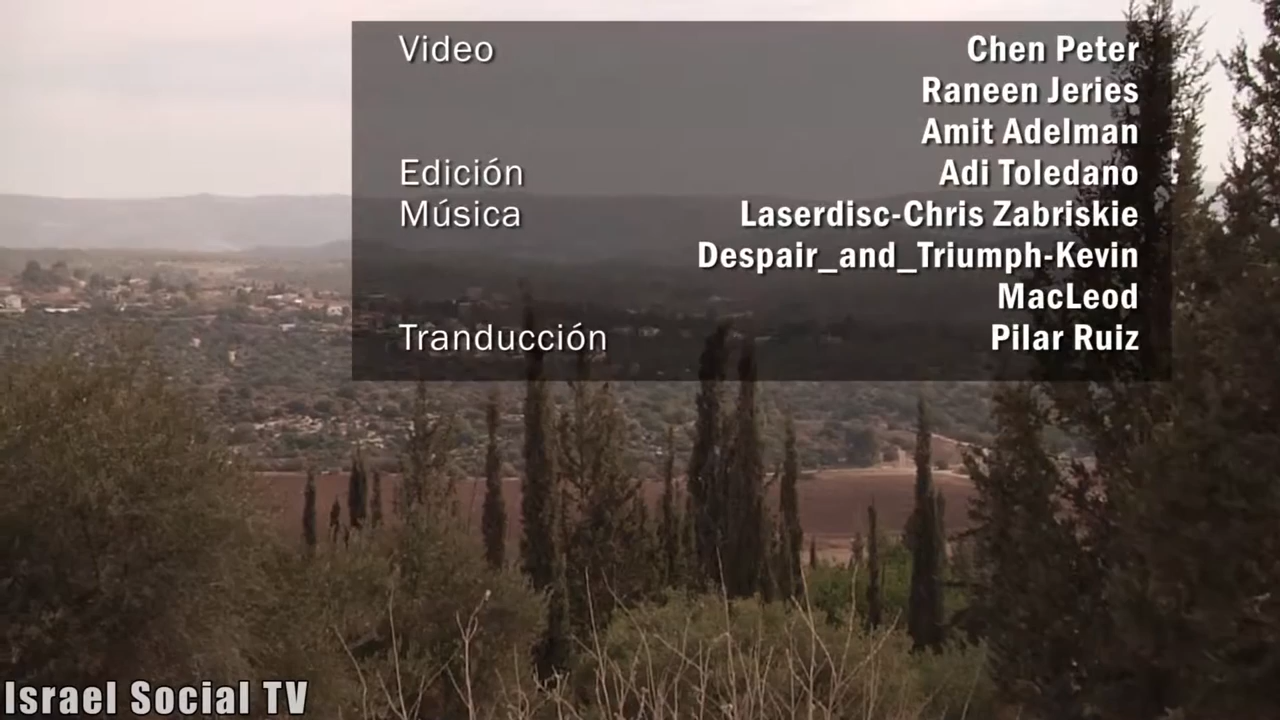 Video Chen Peter
Raneen Jeries
Amit Adelman
Edición Adi Toledano
Música Laserdisc-Chris Zabriskie
Despair_and_Triumph-Kevin
MacLeod
Tranducción Pilar Ruiz
Israel Social TV